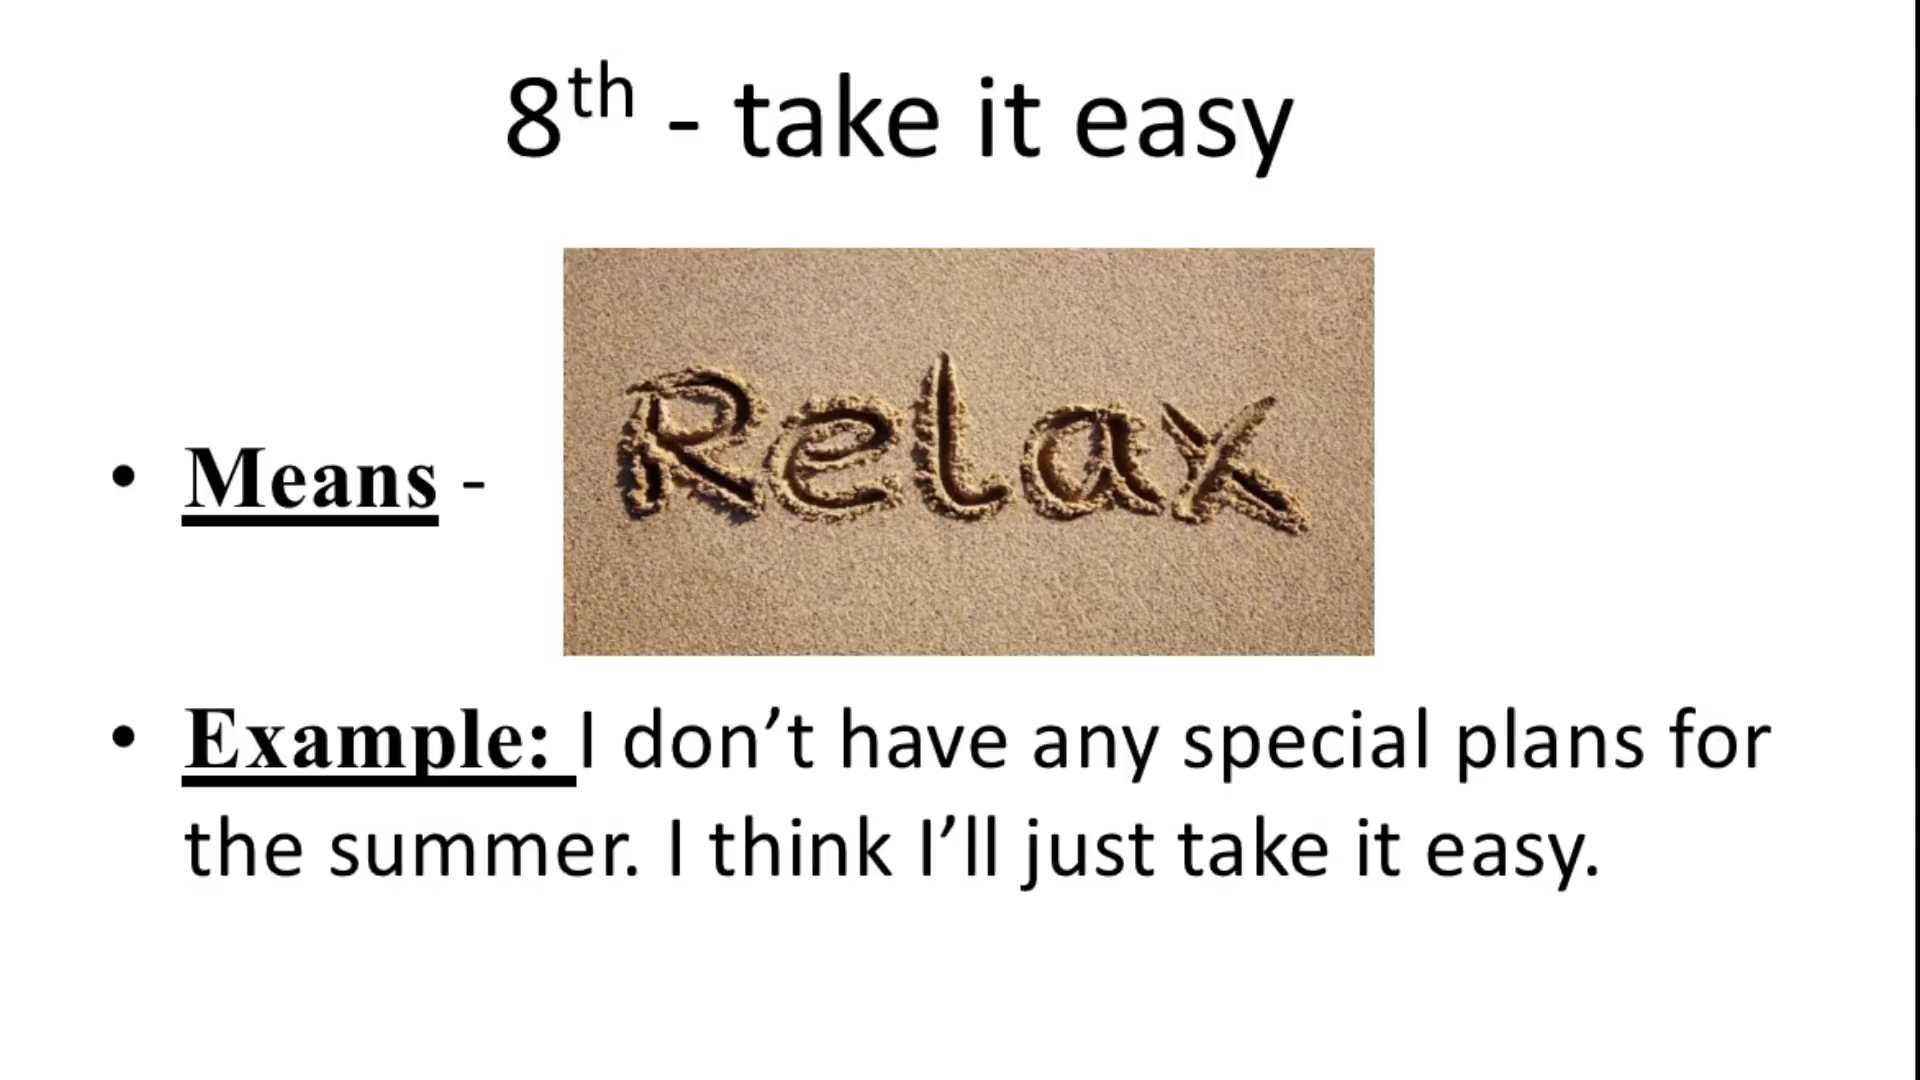 8th - take it easy
Relax
• Means -
• Example: I don’t have any special plans for
the summer. I think I’ll just take it easy.